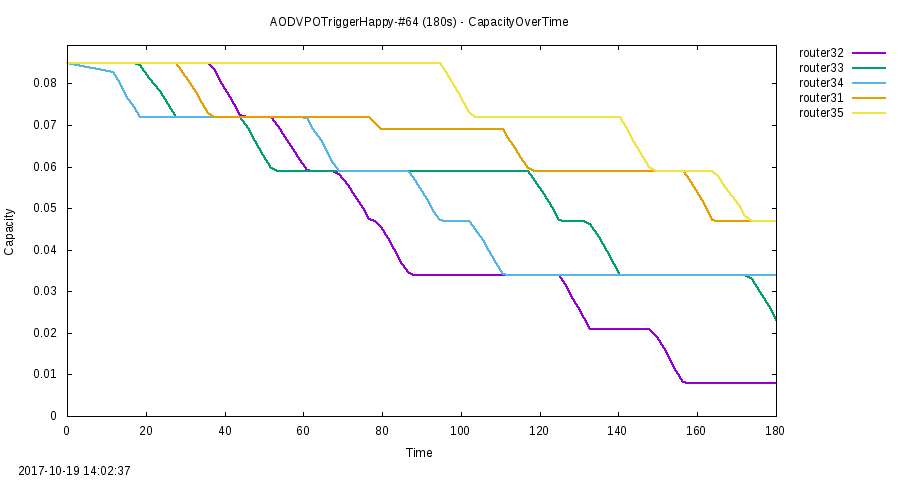 AODVPOTriggerHappy-#64 (180s) - CapacityOverTime
router32
router33
router34
router31
router35
0.08
0.07
0.06
0.05
0.04
0.03
0.02
0.01
0
Capacity
0 20 40 60 80 100 120 140 160 180
Time
2017-10-19 14:02:37